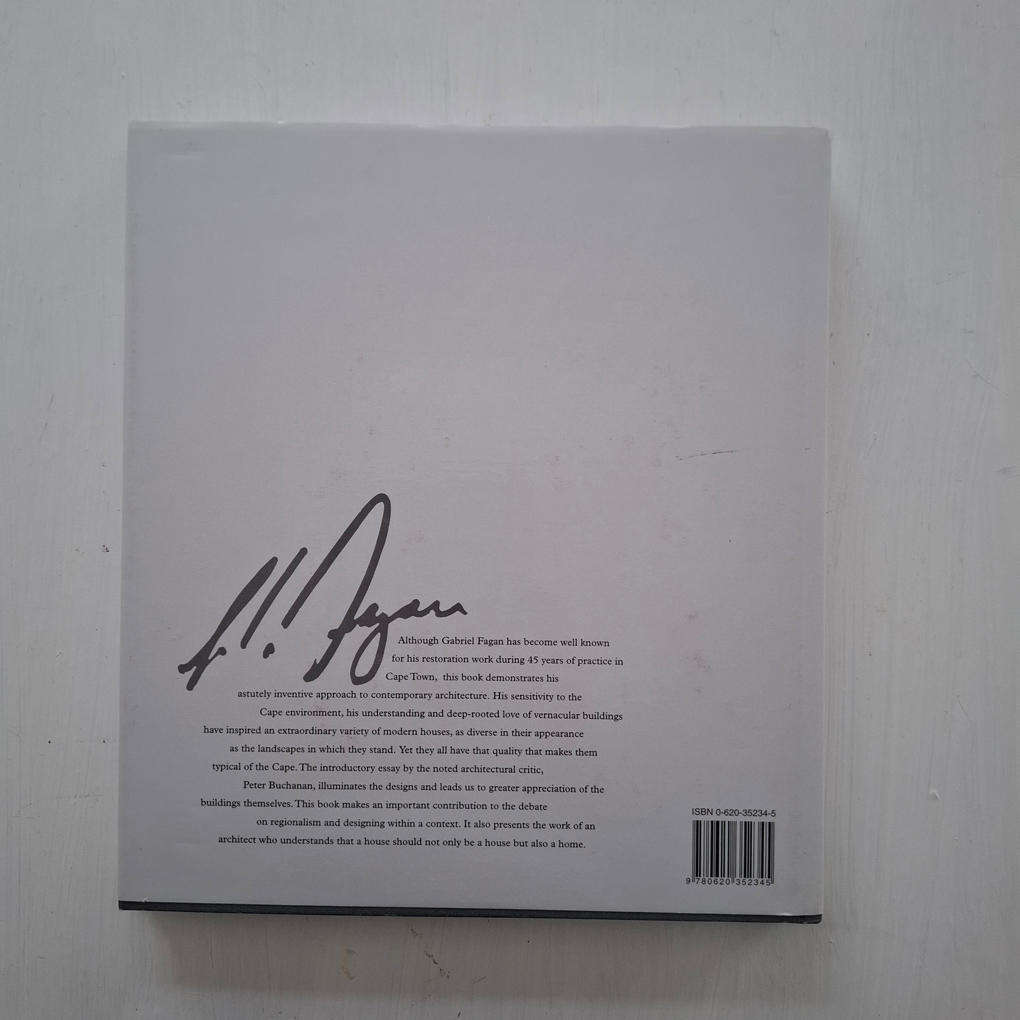 Fagan
Although Gabriel Fagan has become well known
for his restoration work during 45 years of practice in
Cape Town, this book demonstrates his
astutely inventive approach to contemporary architecture. His sensitivity to the
Cape environment, his understanding and deep-rooted love of vernacular buildings
have inspired an extraordinary variety of modern houses, as diverse in their appearance
as the landscapes in which they stand. Yet they all have that quality that makes them
typical of the Cape. The introductory essay by the noted architectural critic,
Peter Buchanan, illuminates the designs and leads us to greater appreciation of the
buildings themselves. This book makes an important contribution to the debate
on regionalism and designing within a context. It also presents the work of an
architect who understands that a house should not only be a house but also a home.
ISBN 0-620-35234-5
9 780620 352345